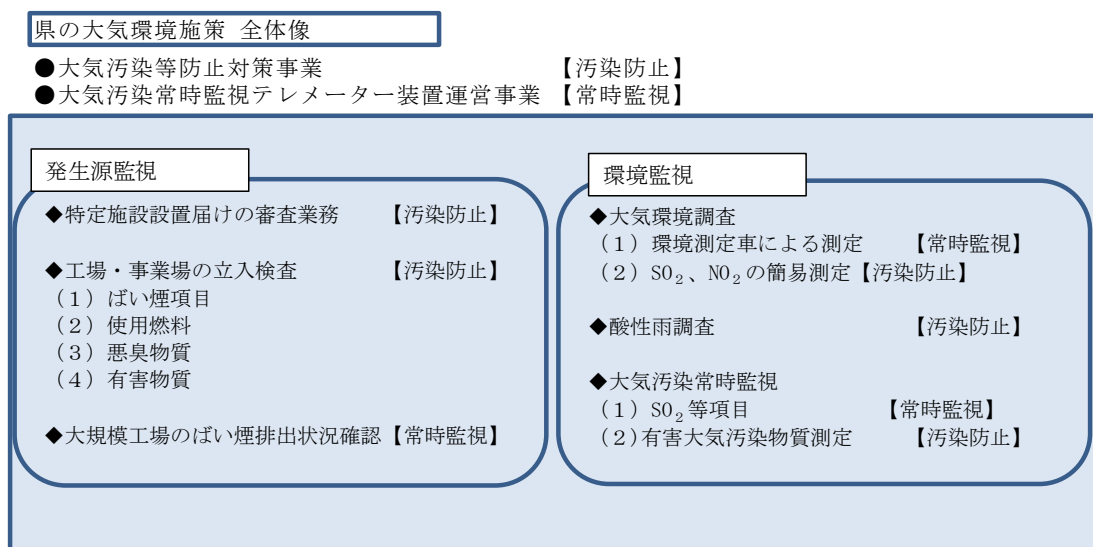 県の大気環境施策 全体像
●大気汚染等防止対策事業 【汚染防止】
●大気汚染常時監視テレメーター装置運営事業 【常時監視】
発生源監視
◆特定施設設置届けの審査業務 【汚染防止】
◆工場・事業場の立入検査 【汚染防止】
(1)ばい煙項目
(2)使用燃料
(3)悪臭物質
(4)有害物質
◆大規模工場のばい煙排出状況確認【常時監視】
環境監視
◆大気環境調査
(1)環境測定車による測定 【常時監視】
(2)SO₂、NO₂の簡易測定【汚染防止】
◆酸性雨調査 【汚染防止】
◆大気汚染常時監視
(1)SO₂等項目 【常時監視】
(2)有害大気汚染物質測定 【汚染防止】